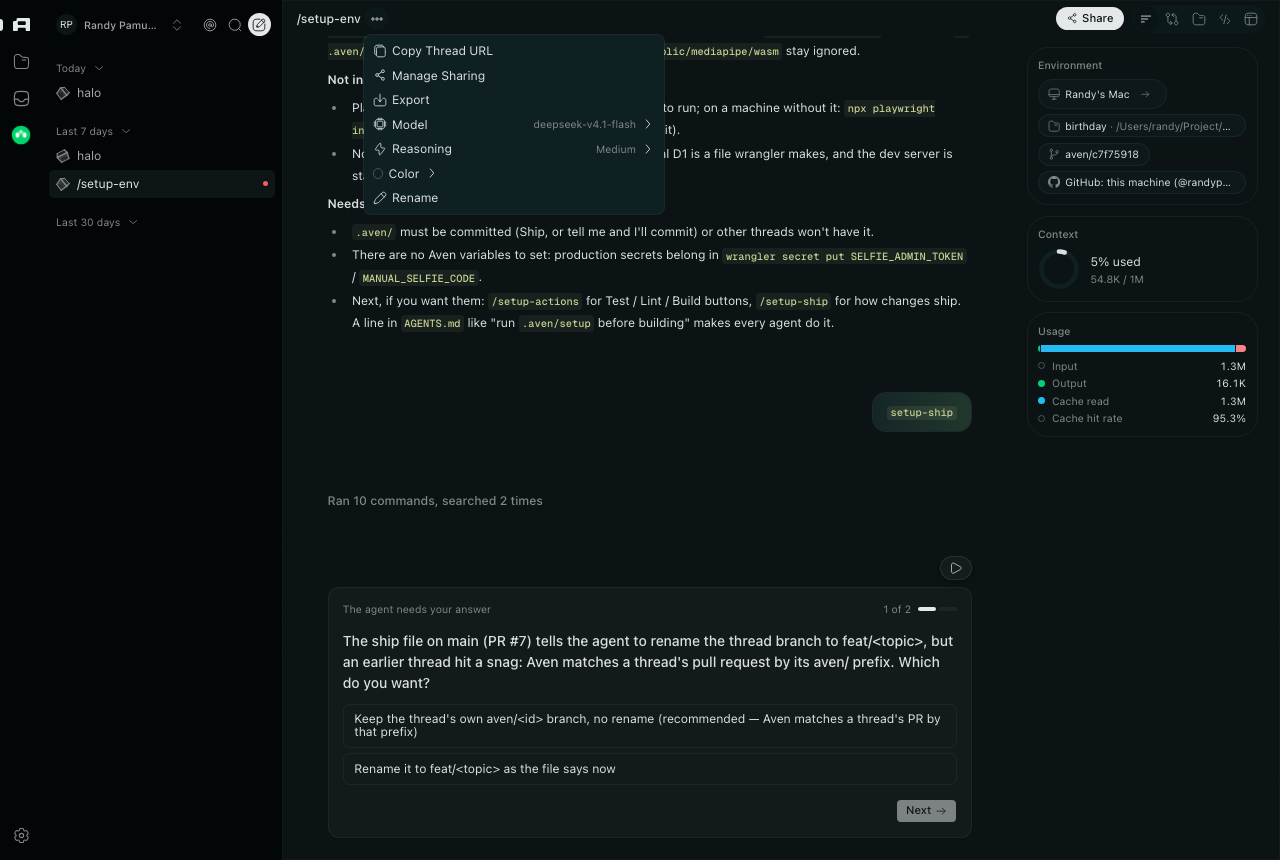 RP
Randy Pamu...
Today
halo
Last 7 days
halo
/setup-env
Last 30 days
/setup-env
Share
Copy Thread URL
Manage Sharing
Export
Model
deepseek-v4.1-flash
Reasoning
Medium
Color
Rename
.aven/
stay ignored.
Not in
to run; on a machine without it: npx playwright
it).
D1 is a file wrangler makes, and the dev server is
Needs
.aven/ must be committed (Ship, or tell me and I'll commit) or other threads won't have it.
There are no Aven variables to set: production secrets belong in wrangler secret put SELFIE_ADMIN_TOKEN
/ MANUAL_SELFIE_CODE.
Next, if you want them: /setup-actions for Test / Lint / Build buttons, /setup-ship for how changes ship.
A line in AGENTS.md like "run .aven/setup before building" makes every agent do it.
setup-ship
Ran 10 commands, searched 2 times
The agent needs your answer
1 of 2
The ship file on main (PR #7) tells the agent to rename the thread branch to feat/<topic>, but
an earlier thread hit a snag: Aven matches a thread's pull request by its aven/ prefix. Which
do you want?
Keep the thread's own aven/<id> branch, no rename (recommended — Aven matches a thread's PR by
that prefix)
Rename it to feat/<topic> as the file says now
Next →
Environment
Randy's Mac →
birthday · /Users/randy/Project/...
aven/c7f75918
GitHub: this machine (@randyp...
Context
5% used
54.8K / 1M
Usage
Input 1.3M
Output 16.1K
Cache read 1.3M
Cache hit rate 95.3%